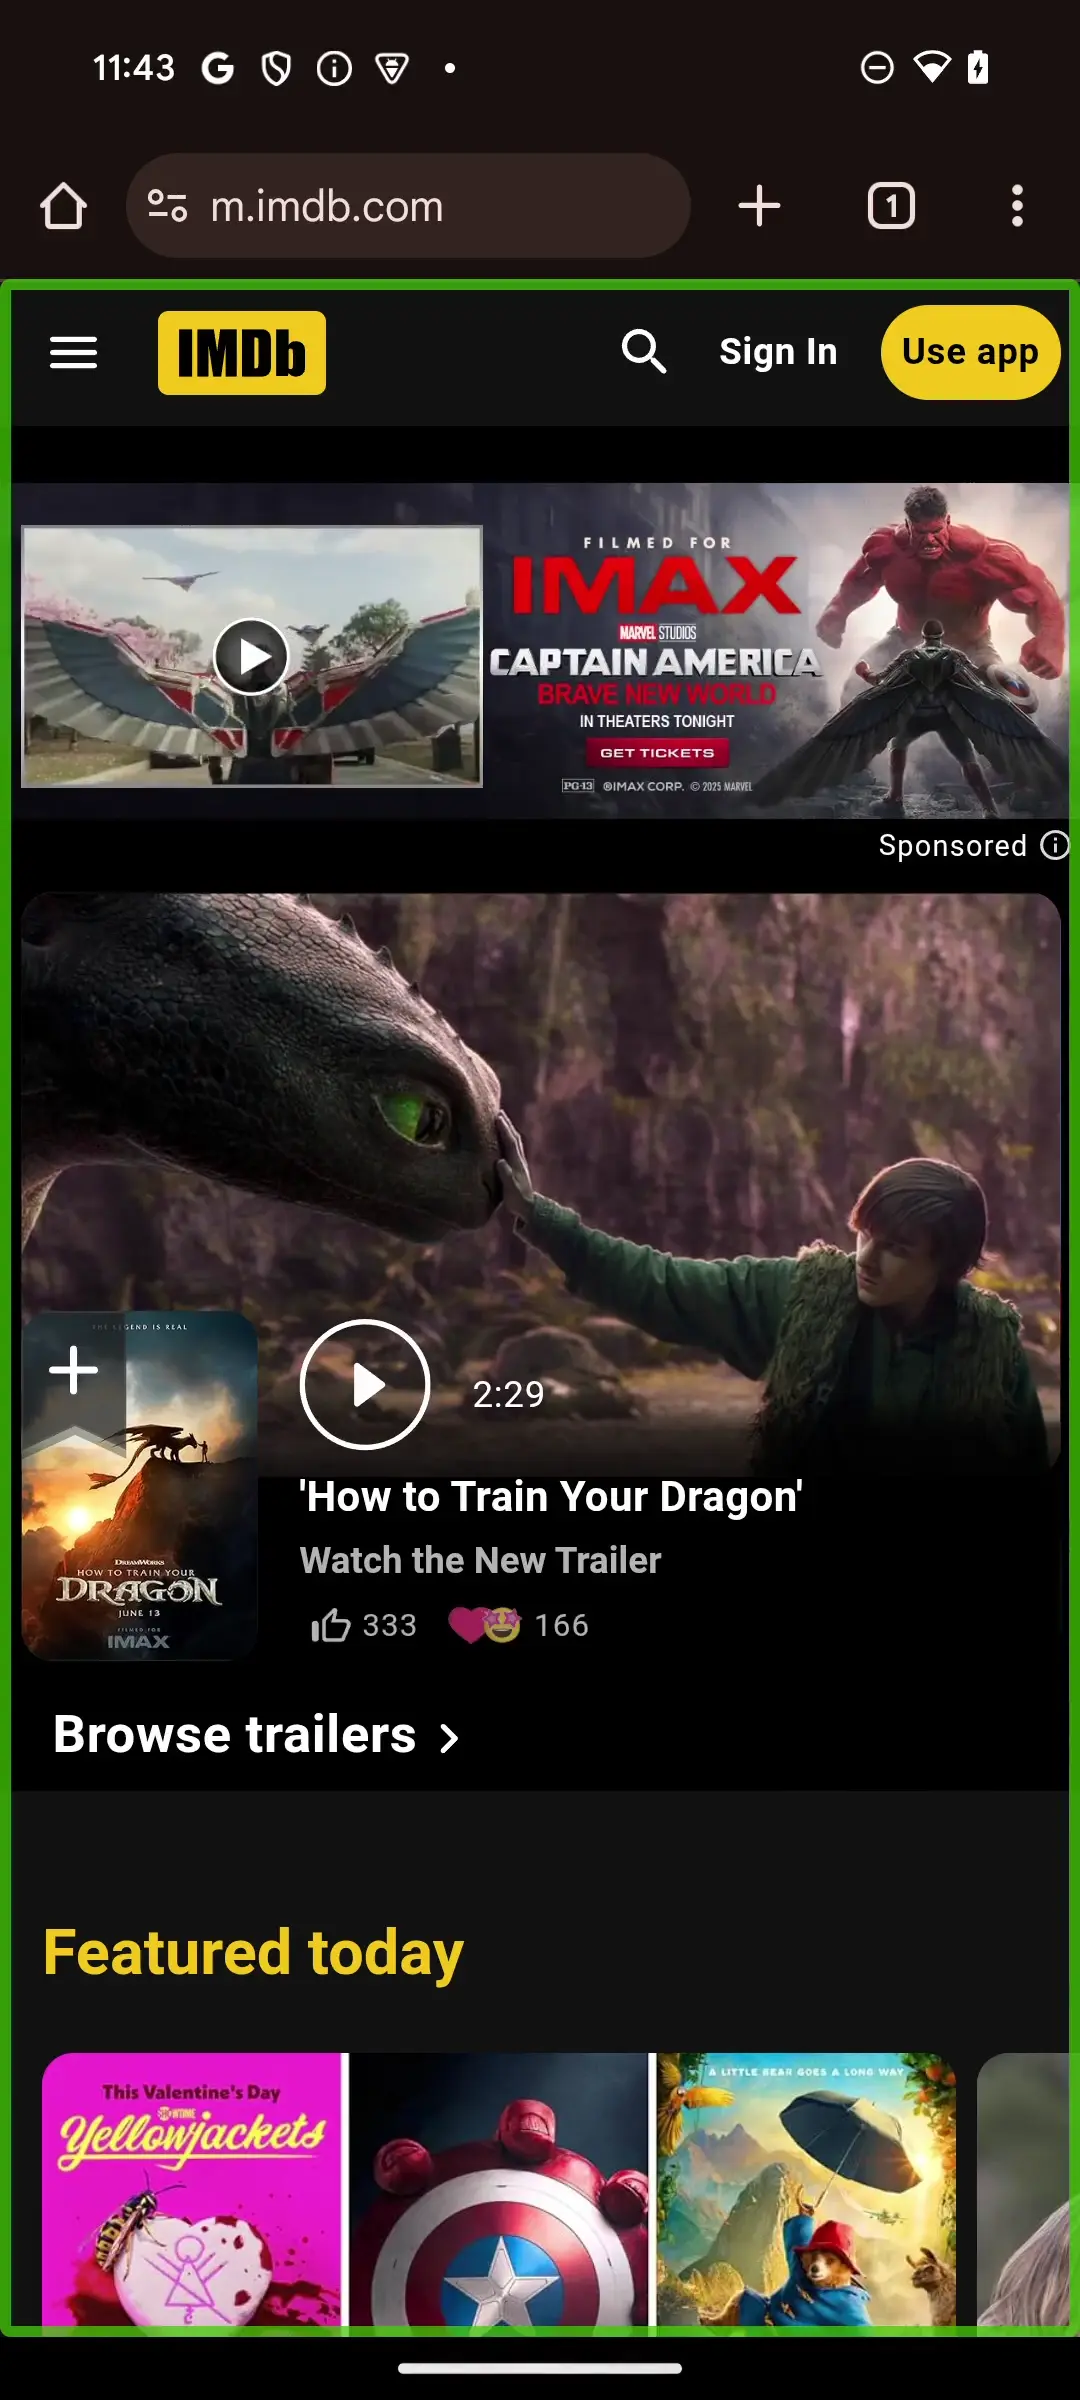 11:43
m.imdb.com
1
IMDb
Sign In
Use app
FILMED FOR
IMAX
MARVEL STUDIOS
CAPTAIN AMERICA
BRAVE NEW WORLD
IN THEATERS TONIGHT
GET TICKETS
PG-13 ®IMAX CORP. © 2025 MARVEL
Sponsored
THE LEGEND IS REAL
2:29
'How to Train Your Dragon'
Watch the New Trailer
DREAMWORKS
HOW TO TRAIN YOUR
DRAGON
JUNE 13
FILMED FOR
IMAX
333
166
Browse trailers
Featured today
This Valentine's Day
SHOWTIME
Yellowjackets
A LITTLE BEAR GOES A LONG WAY